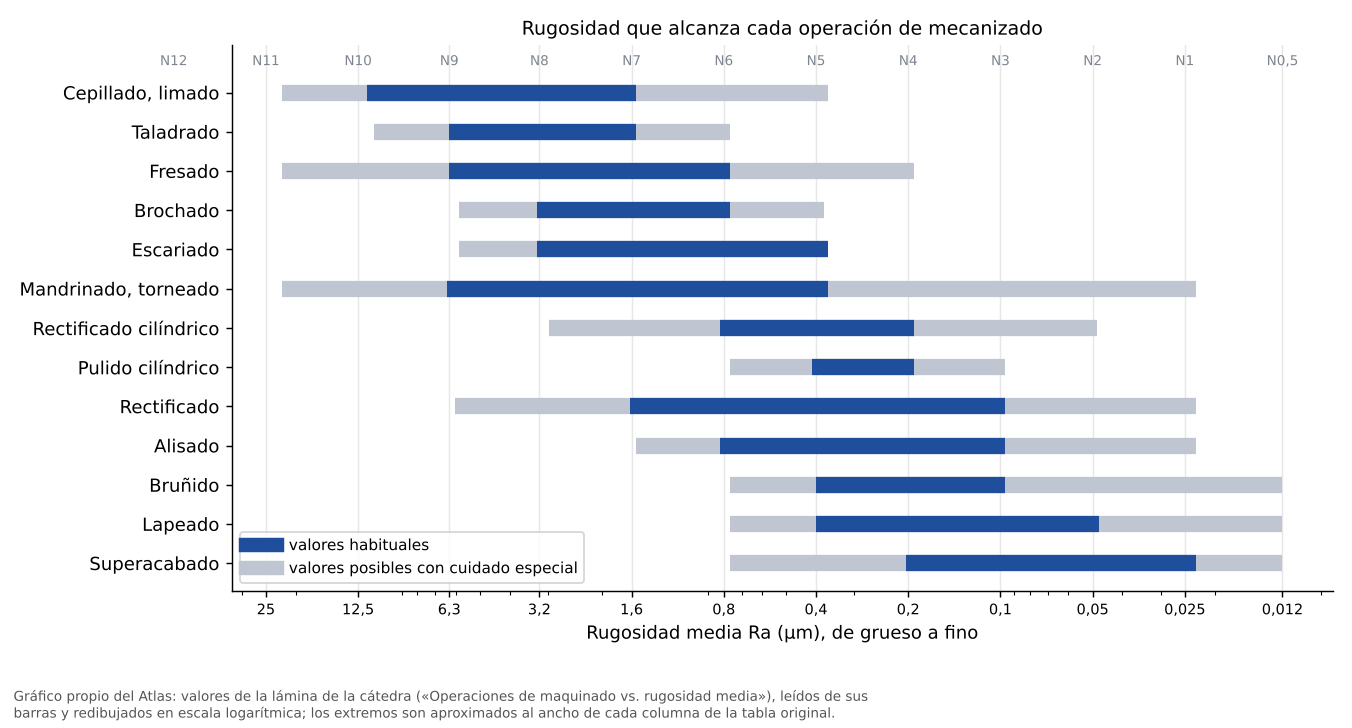 Rugosidad que alcanza cada operación de mecanizado
N12 N11 N10 N9 N8 N7 N6 N5 N4 N3 N2 N1 N0,5
Cepillado, limado
Taladrado
Fresado
Brochado
Escariado
Mandrinado, torneado
Rectificado cilíndrico
Pulido cilíndrico
Rectificado
Alisado
Bruñido
Lapeado
Superacabado
valores habituales
valores posibles con cuidado especial
25 12,5 6,3 3,2 1,6 0,8 0,4 0,2 0,1 0,05 0,025 0,012
Rugosidad media Ra (µm), de grueso a fino
Gráfico propio del Atlas: valores de la lámina de la cátedra («Operaciones de maquinado vs. rugosidad media»), leídos de sus
barras y redibujados en escala logarítmica; los extremos son aproximados al ancho de cada columna de la tabla original.